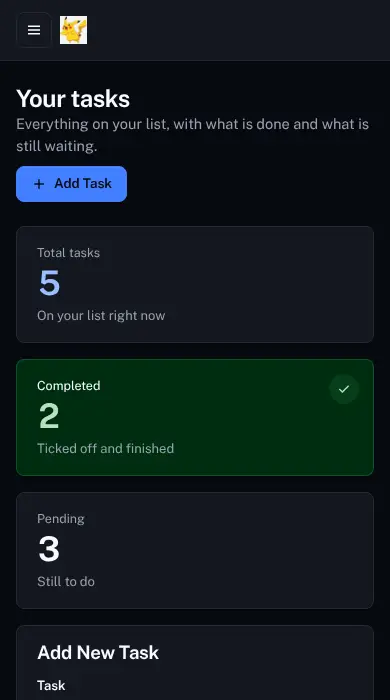 Your tasks
Everything on your list, with what is done and what is
still waiting.
Add Task
Total tasks
5
On your list right now
Completed
2
Ticked off and finished
Pending
3
Still to do
Add New Task
Task